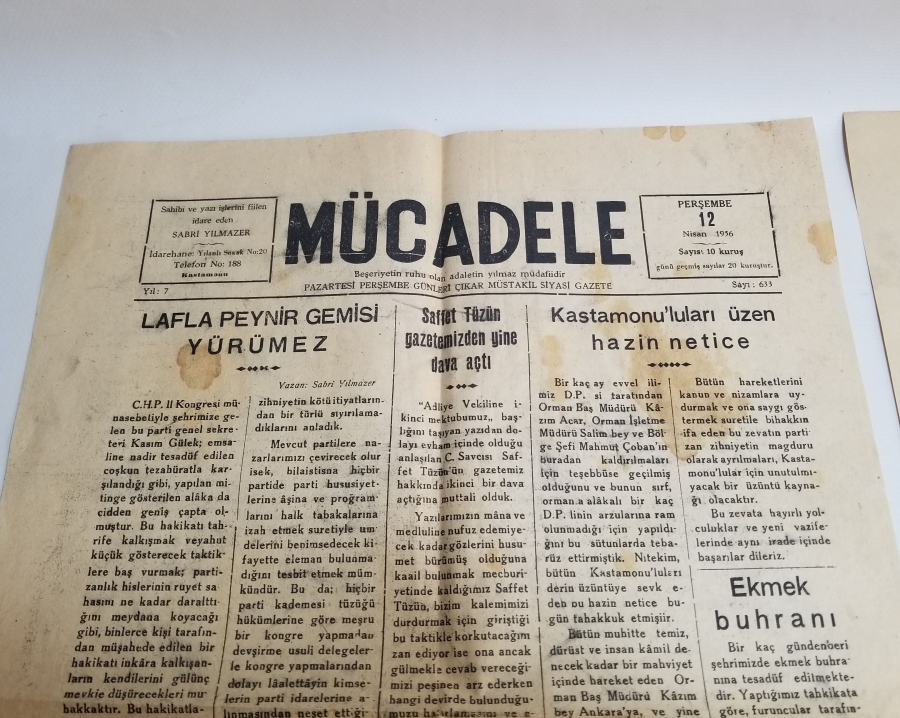 Sahibi ve yazı işlerini fiilen
idare eden
SABRİ YILMAZER
İdarehane: Yılanlı Sokak No:20
Telefon No: 188
Kastamonu
MÜCADELE
Beşeriyetin ruhu olan adaletin yılmaz müdafiidir
PERŞEMBE
12
Nisan 1956
Sayısı 10 kuruş
günü geçmiş sayılar 20 kuruştur.
Yıl: 7
PAZARTESİ PERŞEMBE GÜNLERİ ÇIKAR MÜSTAKİL SİYASİ GAZETE
Sayı: 633
LAFLA PEYNİR GEMİSİ
YÜRÜMEZ
Yazan: Sabri Yılmazer
C.H.P. İl Kongresi mü-
nasebetiyle şehrimize ge-
len bu parti genel sekre-
teri Kasım Gülek; emsa-
line nadir tesadüf edilen
coşkun tezahüratla kar-
şılandığı gibi, yapılan mi-
tinge gösterilen alâka da
cidden geniş çapta ol-
muştur. Bu hakikati tah-
rife kalkışmak veyahut
küçük gösterecek taktik-
lere baş vurmak; parti-
zanlık hislerinin rüyet sa-
hasını ne kadar daralttı-
ğını meydana koyacağı
gibi, binlerce kişi tarafın-
dan müşahede edilen bir
hakikati inkâra kalkışan-
ların kendilerini gülünç
mevkie düşürecekleri mu-
hakkaktır. Bu hakikatla-
zihniyetin kötü itiyatların-
dan bir türlü sıyırılama-
dıklarını anladık.
Mevcut partilere na-
zarlarımızı çevirecek olur
isek, bilaistisna hiçbir
partide parti hususiyet-
lerine âşina ve program-
larını halk tabakalarına
izah etmek suretiyle um
delerini benimsedecek ki-
fayette eleman bulunma-
dığını tesbit etmek müm-
kündür. Bu da; hiçbir
parti kademesi tüzüğü
hükümlerine göre meşru
bir kongre yapmadan
devşirme usuli delegeler-
le kongre yapmalarından
dolayı lâalettâyin kimse-
lerin parti idarelerine a-
lınmasından neşet ettiği-
Saffet Tüzün
gazetemizden yine
dava açtı
"Adliye Vekiline i-
kinci mektubumuz, baş-
lığını taşıyan yazıdan do-
layı evham içinde olduğu
anlaşılan C. Savcısı Saf-
fet Tüzün'ün gazetemiz
hakkında ikinci bir dava
açtığına muttali olduk.
Yazılarımızın mâna ve
medluline nufuz edemiye-
cek kadar gözlerini husu-
met bürümüş olduğuna
kaail bulunmak mecburi-
yetinde kaldığımız Saffet
Tüzün, bizim kalemimizi
durdurmak için giriştiği
bu taktikle korkutacağım
zan ediyor ise ona ancak
gülmekle cevab vereceği-
mizi peşinen arz ederken
hangi devirde bulunduğu-
muzu hatırlamasını ve e-
Kastamonu'luları üzen
hazin netice
Bir kaç ay evvel ili-
miz D.P. si tarafından
Orman Baş Müdürü Kâ-
zım Acar, Orman İşletme
Müdürü Salim bey ve Böl-
ge Şefi Mahmut Çoban'ın
buradan kaldırılmaları
için teşebbüse geçilmiş
olduğunu ve bunun sırf,
ormanla alâkalı bir kaç
D.P. linin arzularına ram
olunmadığı için yapıldı-
ğını bu sütunlarda teba-
rüz ettirmiştik. Nitekim,
bütün Kastamonu'luları
derin üzüntüye sevk e-
den bu hazin netice bu-
gün tahakkuk etmişiir.
Bütün muhitte temiz,
dürüst ve insan kâmil de-
necek kadar bir mahviyet
içinde hareket eden Or-
man Baş Müdürü Kâzım
bey Ankara'ya, ve yine
Bütün hareketlerini
kanun ve nizamlara uy-
durmak ve ona saygı gös-
termek suretile bihakkin
ifa eden bu zevatın parti
zan zihniyetin mağduru
olarak ayrılmaları, Kasta-
monu'lular için unutulmı-
yacak bir üzüntü kayna-
ğı olacaktır.
Bu zevata hayırlı yol-
culuklar ve yeni vazife-
lerinde aynı irade içinde
başarılar dileriz.
Ekmek
buhranı
Bir kaç gündenberi
şehrimizde ekmek buhra-
nına tesadüf edilmekte-
dir. Yaptığımız tahkikata
göre, furuncular tarafın-